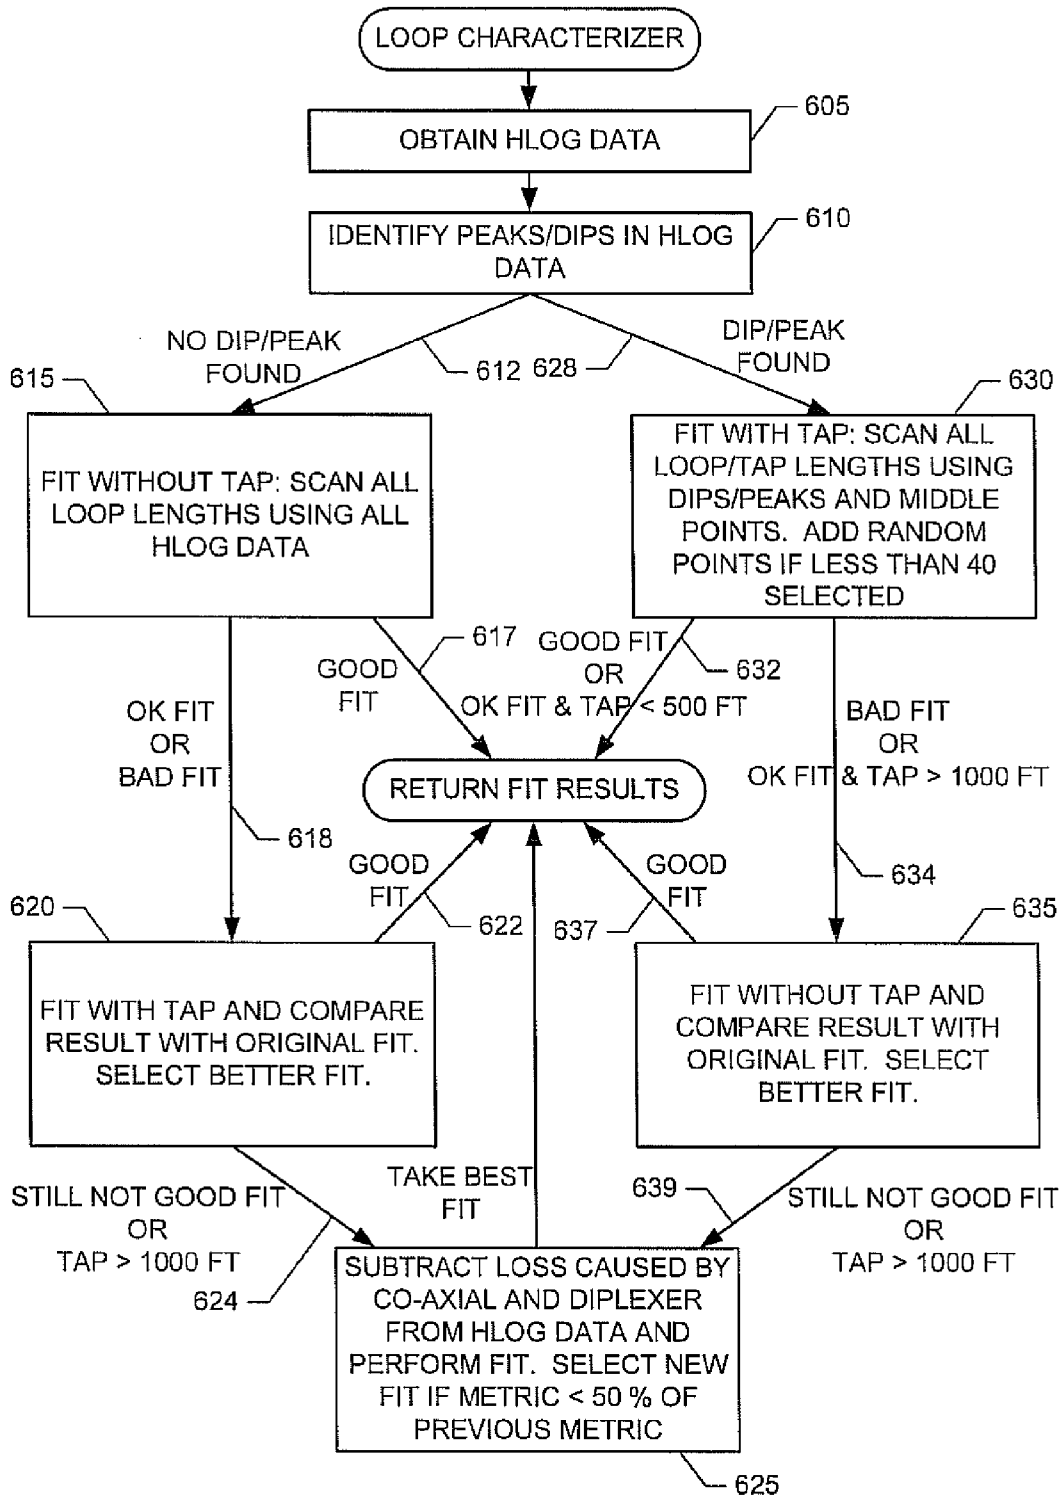 LOOP CHARACTERIZER
605
OBTAIN HLOG DATA
610
IDENTIFY PEAKS/DIPS IN HLOG
DATA
NO DIP/PEAK
FOUND
612
628
DIP/PEAK
FOUND
615
FIT WITHOUT TAP: SCAN ALL
LOOP LENGTHS USING ALL
HLOG DATA
630
FIT WITH TAP: SCAN ALL
LOOP/TAP LENGTHS USING
DIPS/PEAKS AND MIDDLE
POINTS. ADD RANDOM
POINTS IF LESS THAN 40
SELECTED
617
GOOD
FIT
GOOD FIT
OR
OK FIT & TAP < 500 FT
632
OK FIT
OR
BAD FIT
618
BAD FIT
OR
OK FIT & TAP > 1000 FT
634
RETURN FIT RESULTS
GOOD
FIT
622
GOOD
FIT
637
620
FIT WITH TAP AND COMPARE
RESULT WITH ORIGINAL FIT.
SELECT BETTER FIT.
635
FIT WITHOUT TAP AND
COMPARE RESULT WITH
ORIGINAL FIT. SELECT
BETTER FIT.
STILL NOT GOOD FIT
OR
TAP > 1000 FT
624
TAKE BEST
FIT
639
STILL NOT GOOD FIT
OR
TAP > 1000 FT
SUBTRACT LOSS CAUSED BY
CO-AXIAL AND DIPLEXER
FROM HLOG DATA AND
PERFORM FIT. SELECT NEW
FIT IF METRIC < 50 % OF
PREVIOUS METRIC
625